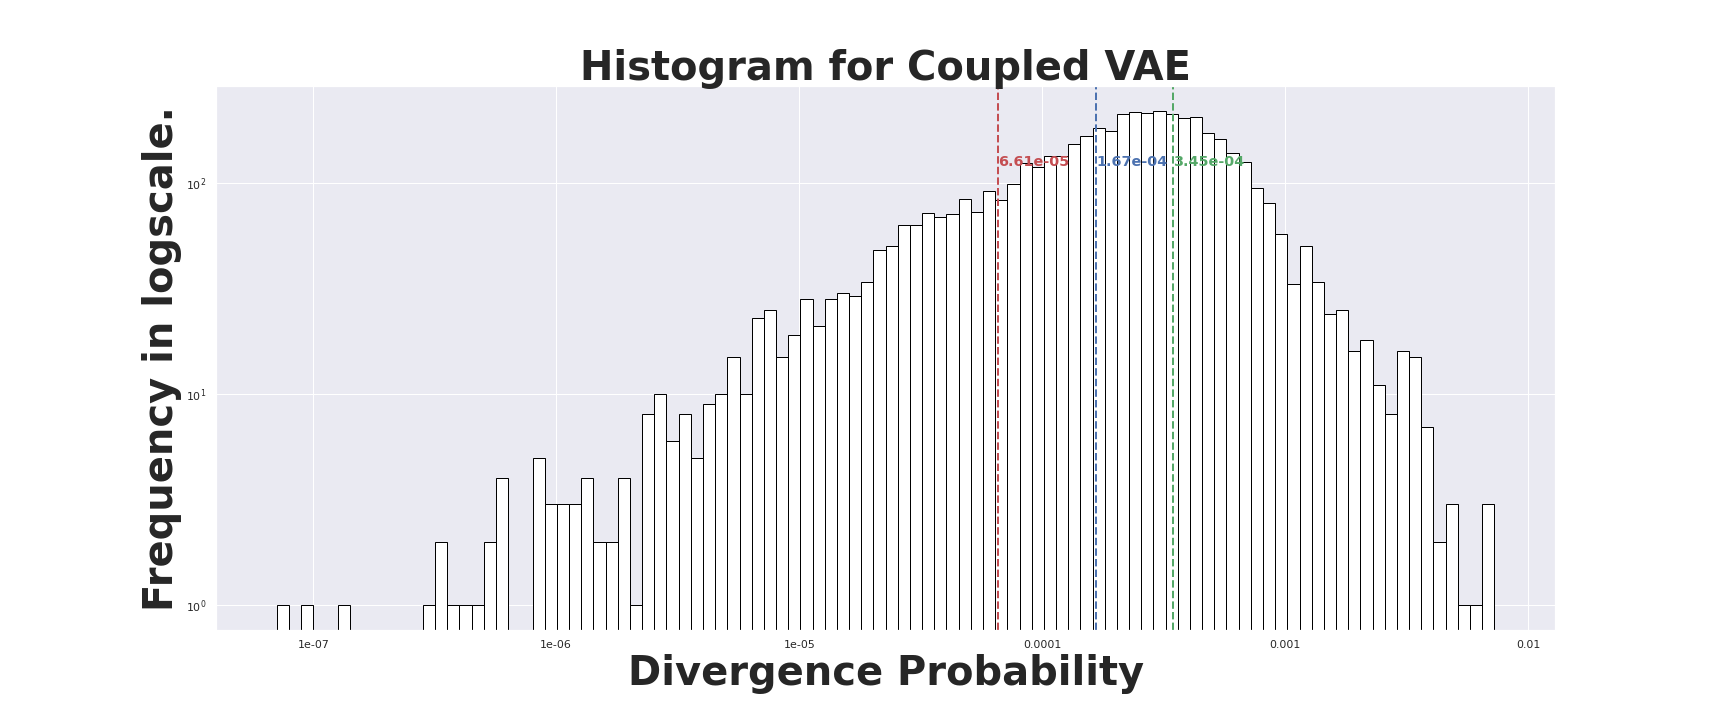 Histogram for Coupled VAE
Frequency in logscale.
10²
10¹
10⁰
6.61e-05
1.67e-04
3.45e-04
1e-07
1e-06
1e-05
0.0001
0.001
0.01
Divergence Probability